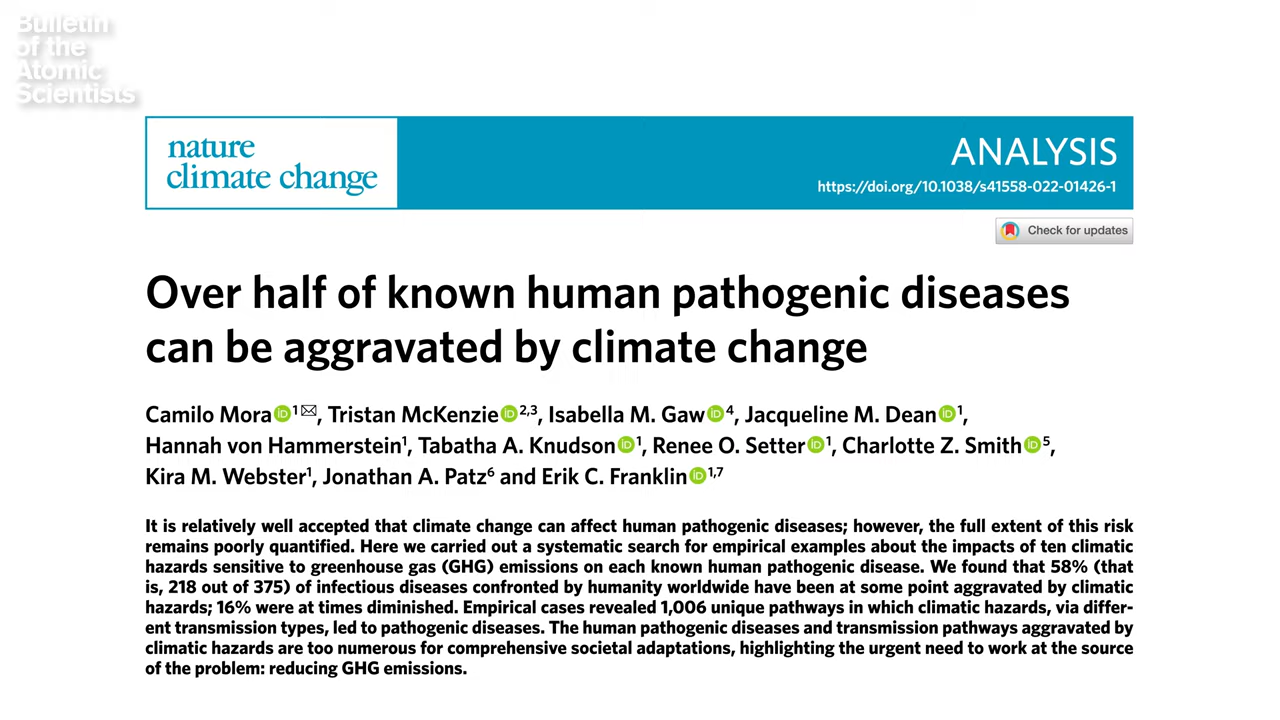 Bulletin
of the
Atomic
Scientists
nature
climate change
ANALYSIS
https://doi.org/10.1038/s41558-022-01426-1
Check for updates
Over half of known human pathogenic diseases
can be aggravated by climate change
Camilo Mora iD 1✉, Tristan McKenzie iD 2,3, Isabella M. Gaw iD 4, Jacqueline M. Dean iD 1,
Hannah von Hammerstein1, Tabatha A. Knudson iD 1, Renee O. Setter iD 1, Charlotte Z. Smith iD 5,
Kira M. Webster1, Jonathan A. Patz6 and Erik C. Franklin iD 1,7
It is relatively well accepted that climate change can affect human pathogenic diseases; however, the full extent of this risk
remains poorly quantified. Here we carried out a systematic search for empirical examples about the impacts of ten climatic
hazards sensitive to greenhouse gas (GHG) emissions on each known human pathogenic disease. We found that 58% (that
is, 218 out of 375) of infectious diseases confronted by humanity worldwide have been at some point aggravated by climatic
hazards; 16% were at times diminished. Empirical cases revealed 1,006 unique pathways in which climatic hazards, via differ-
ent transmission types, led to pathogenic diseases. The human pathogenic diseases and transmission pathways aggravated by
climatic hazards are too numerous for comprehensive societal adaptations, highlighting the urgent need to work at the source
of the problem: reducing GHG emissions.